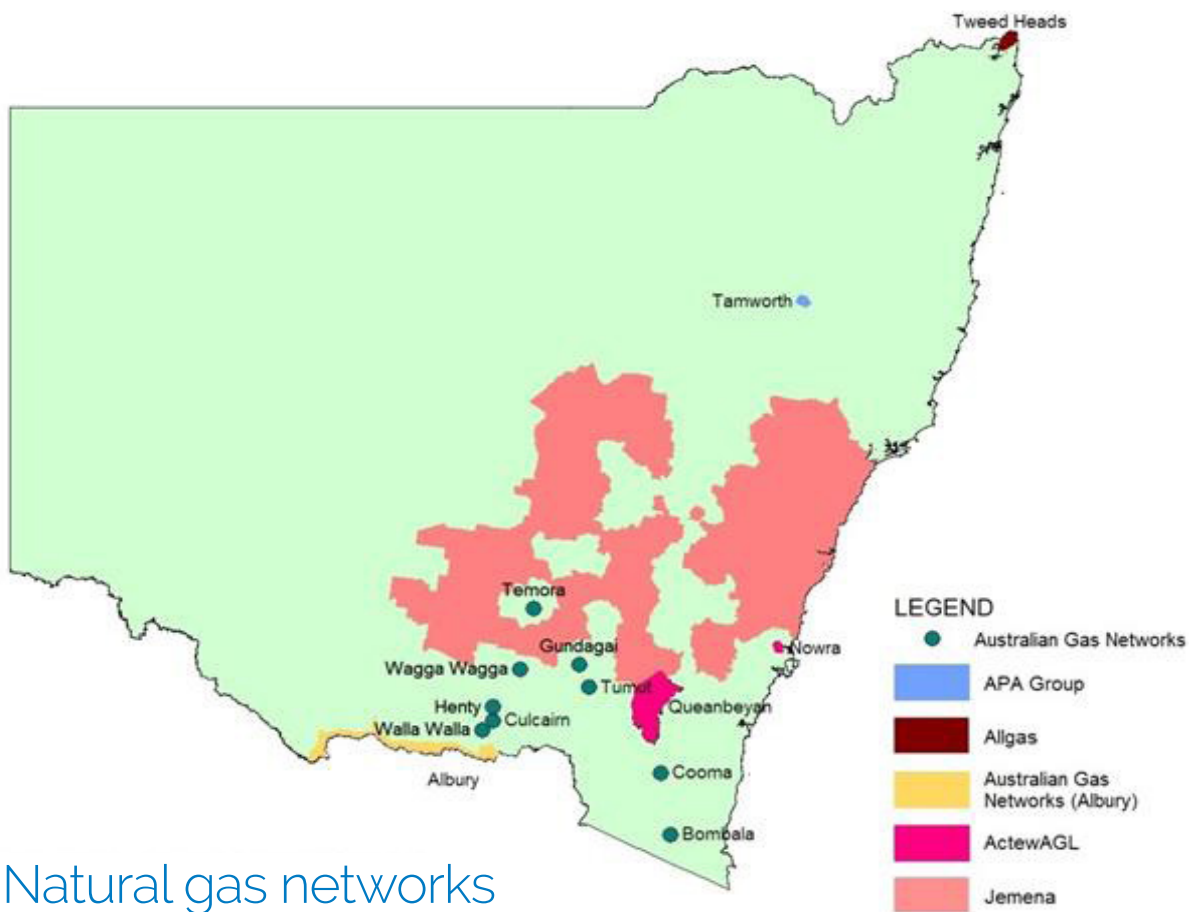 Tweed Heads
Tamworth
Temora
Gundagai
Wagga Wagga
Tumut
Nowra
Henty
Culcairn
Queanbeyan
Walla Walla
Albury
Cooma
Bombala
LEGEND
Australian Gas Networks
APA Group
Allgas
Australian Gas
Networks (Albury)
ActewAGL
Jemena
Natural gas networks